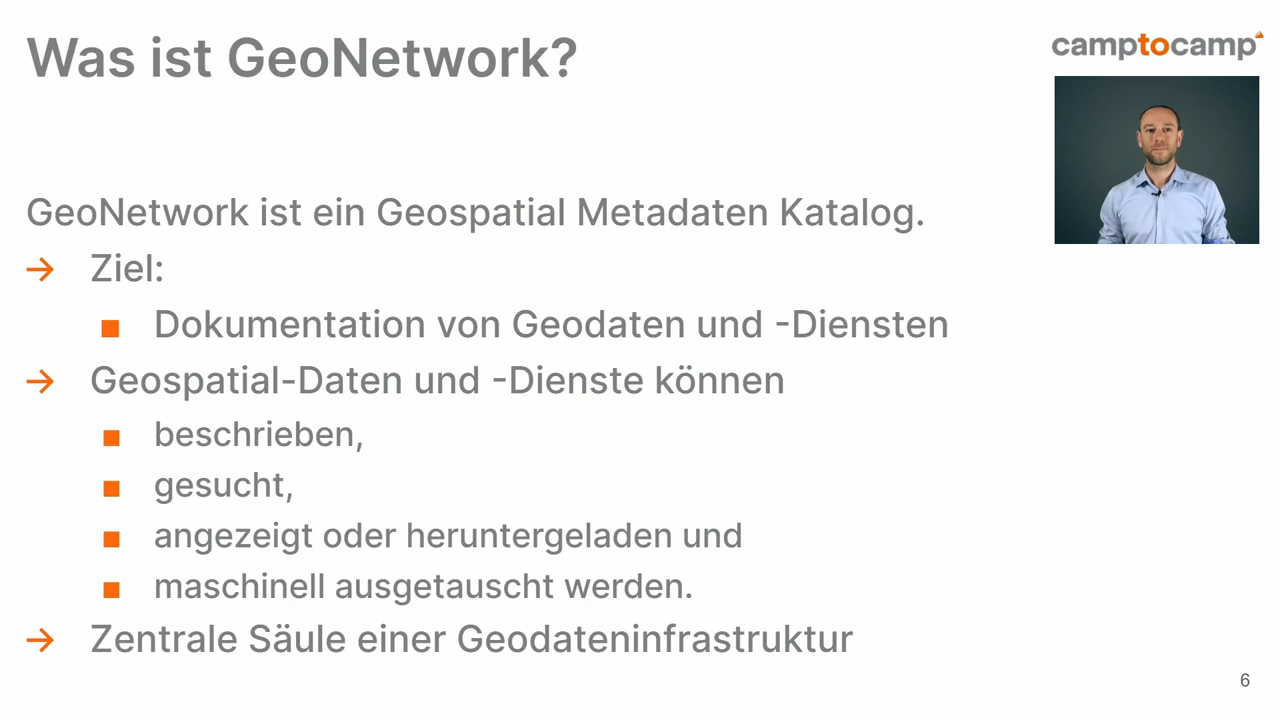 Was ist GeoNetwork?
camptocamp
GeoNetwork ist ein Geospatial Metadaten Katalog.
→ Ziel:
■ Dokumentation von Geodaten und -Diensten
→ Geospatial-Daten und -Dienste können
■ beschrieben,
■ gesucht,
■ angezeigt oder heruntergeladen und
■ maschinell ausgetauscht werden.
→ Zentrale Säule einer Geodateninfrastruktur
6